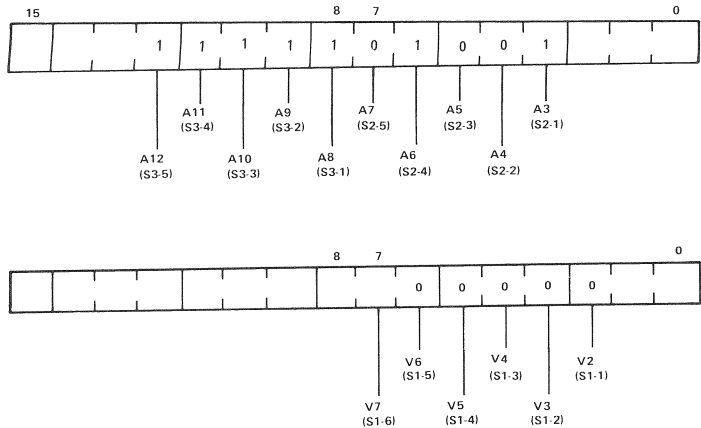 15 8 7 0
1 1 1 1 1 0 1 0 0 1
A11 A9 A7 A5 A3
(S3-4) (S3-2) (S2-5) (S2-3) (S2-1)
A12 A10 A8 A6 A4
(S3-5) (S3-3) (S3-1) (S2-4) (S2-2)
8 7 0
0 0 0 0 0
V6 V4 V2
(S1-5) (S1-3) (S1-1)
V7 V5 V3
(S1-6) (S1-4) (S1-2)